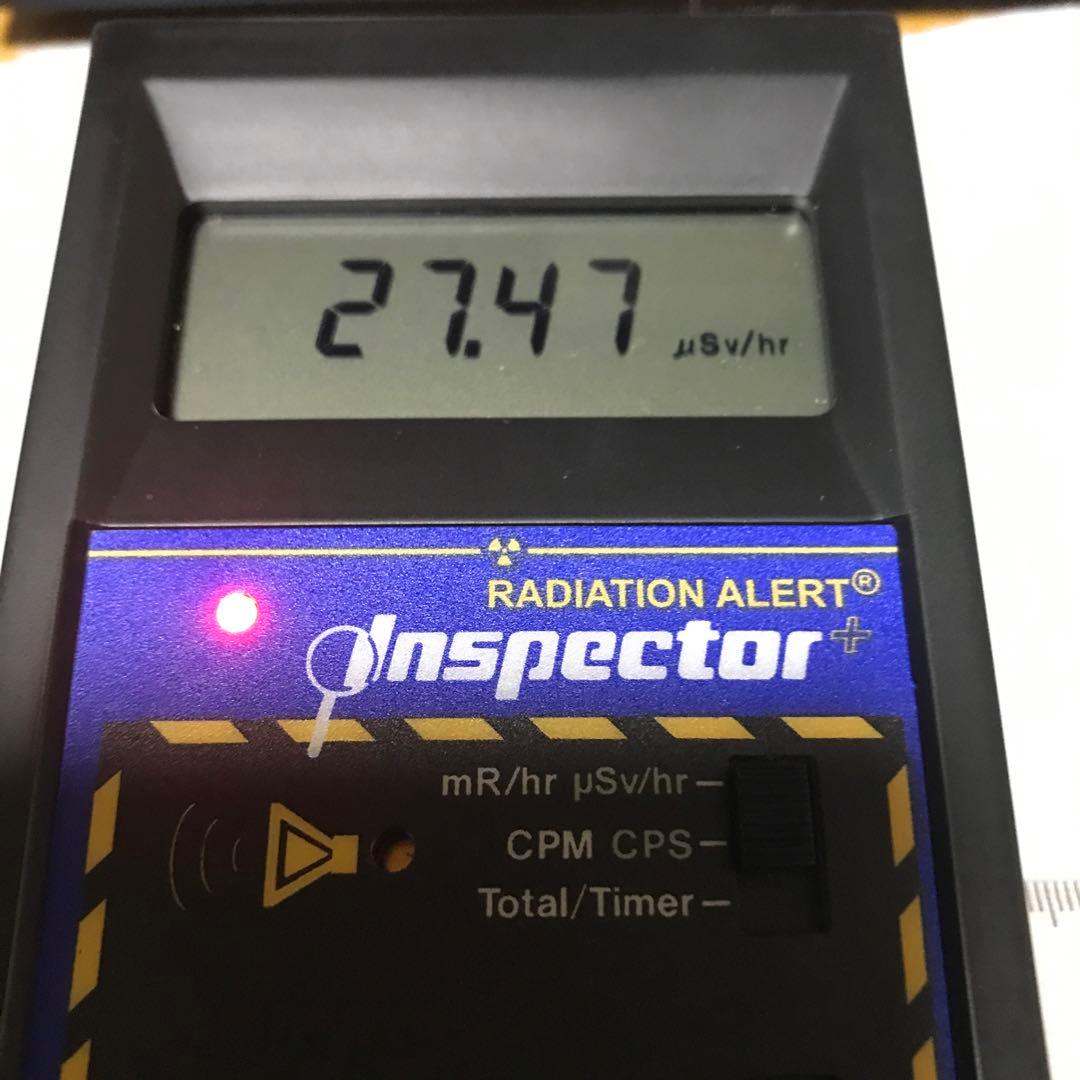 27.47 µSv/hr
RADIATION ALERT®
Inspector+
mR/hr µSv/hr
CPM CPS
Total/Timer